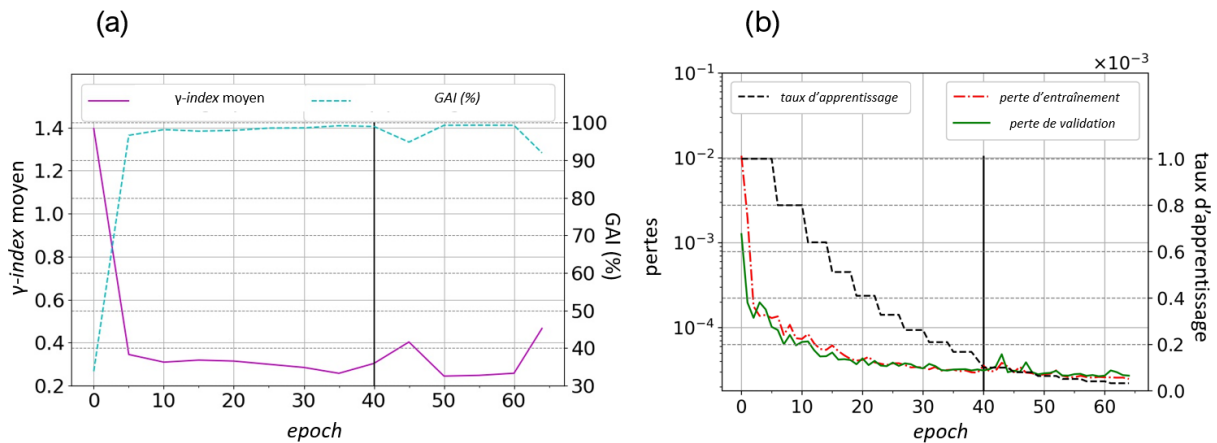 (a)
γ-index moyen
GAI (%)
1.4
1.2
1.0
0.8
0.6
0.4
0.2
γ-index moyen
100
90
80
70
60
50
40
30
GAI (%)
0 10 20 30 40 50 60
epoch
(b)
×10⁻³
taux d'apprentissage
perte d'entraînement
perte de validation
10⁻¹
10⁻²
10⁻³
10⁻⁴
pertes
1.0
0.8
0.6
0.4
0.2
0.0
taux d'apprentissage
0 10 20 30 40 50 60
epoch